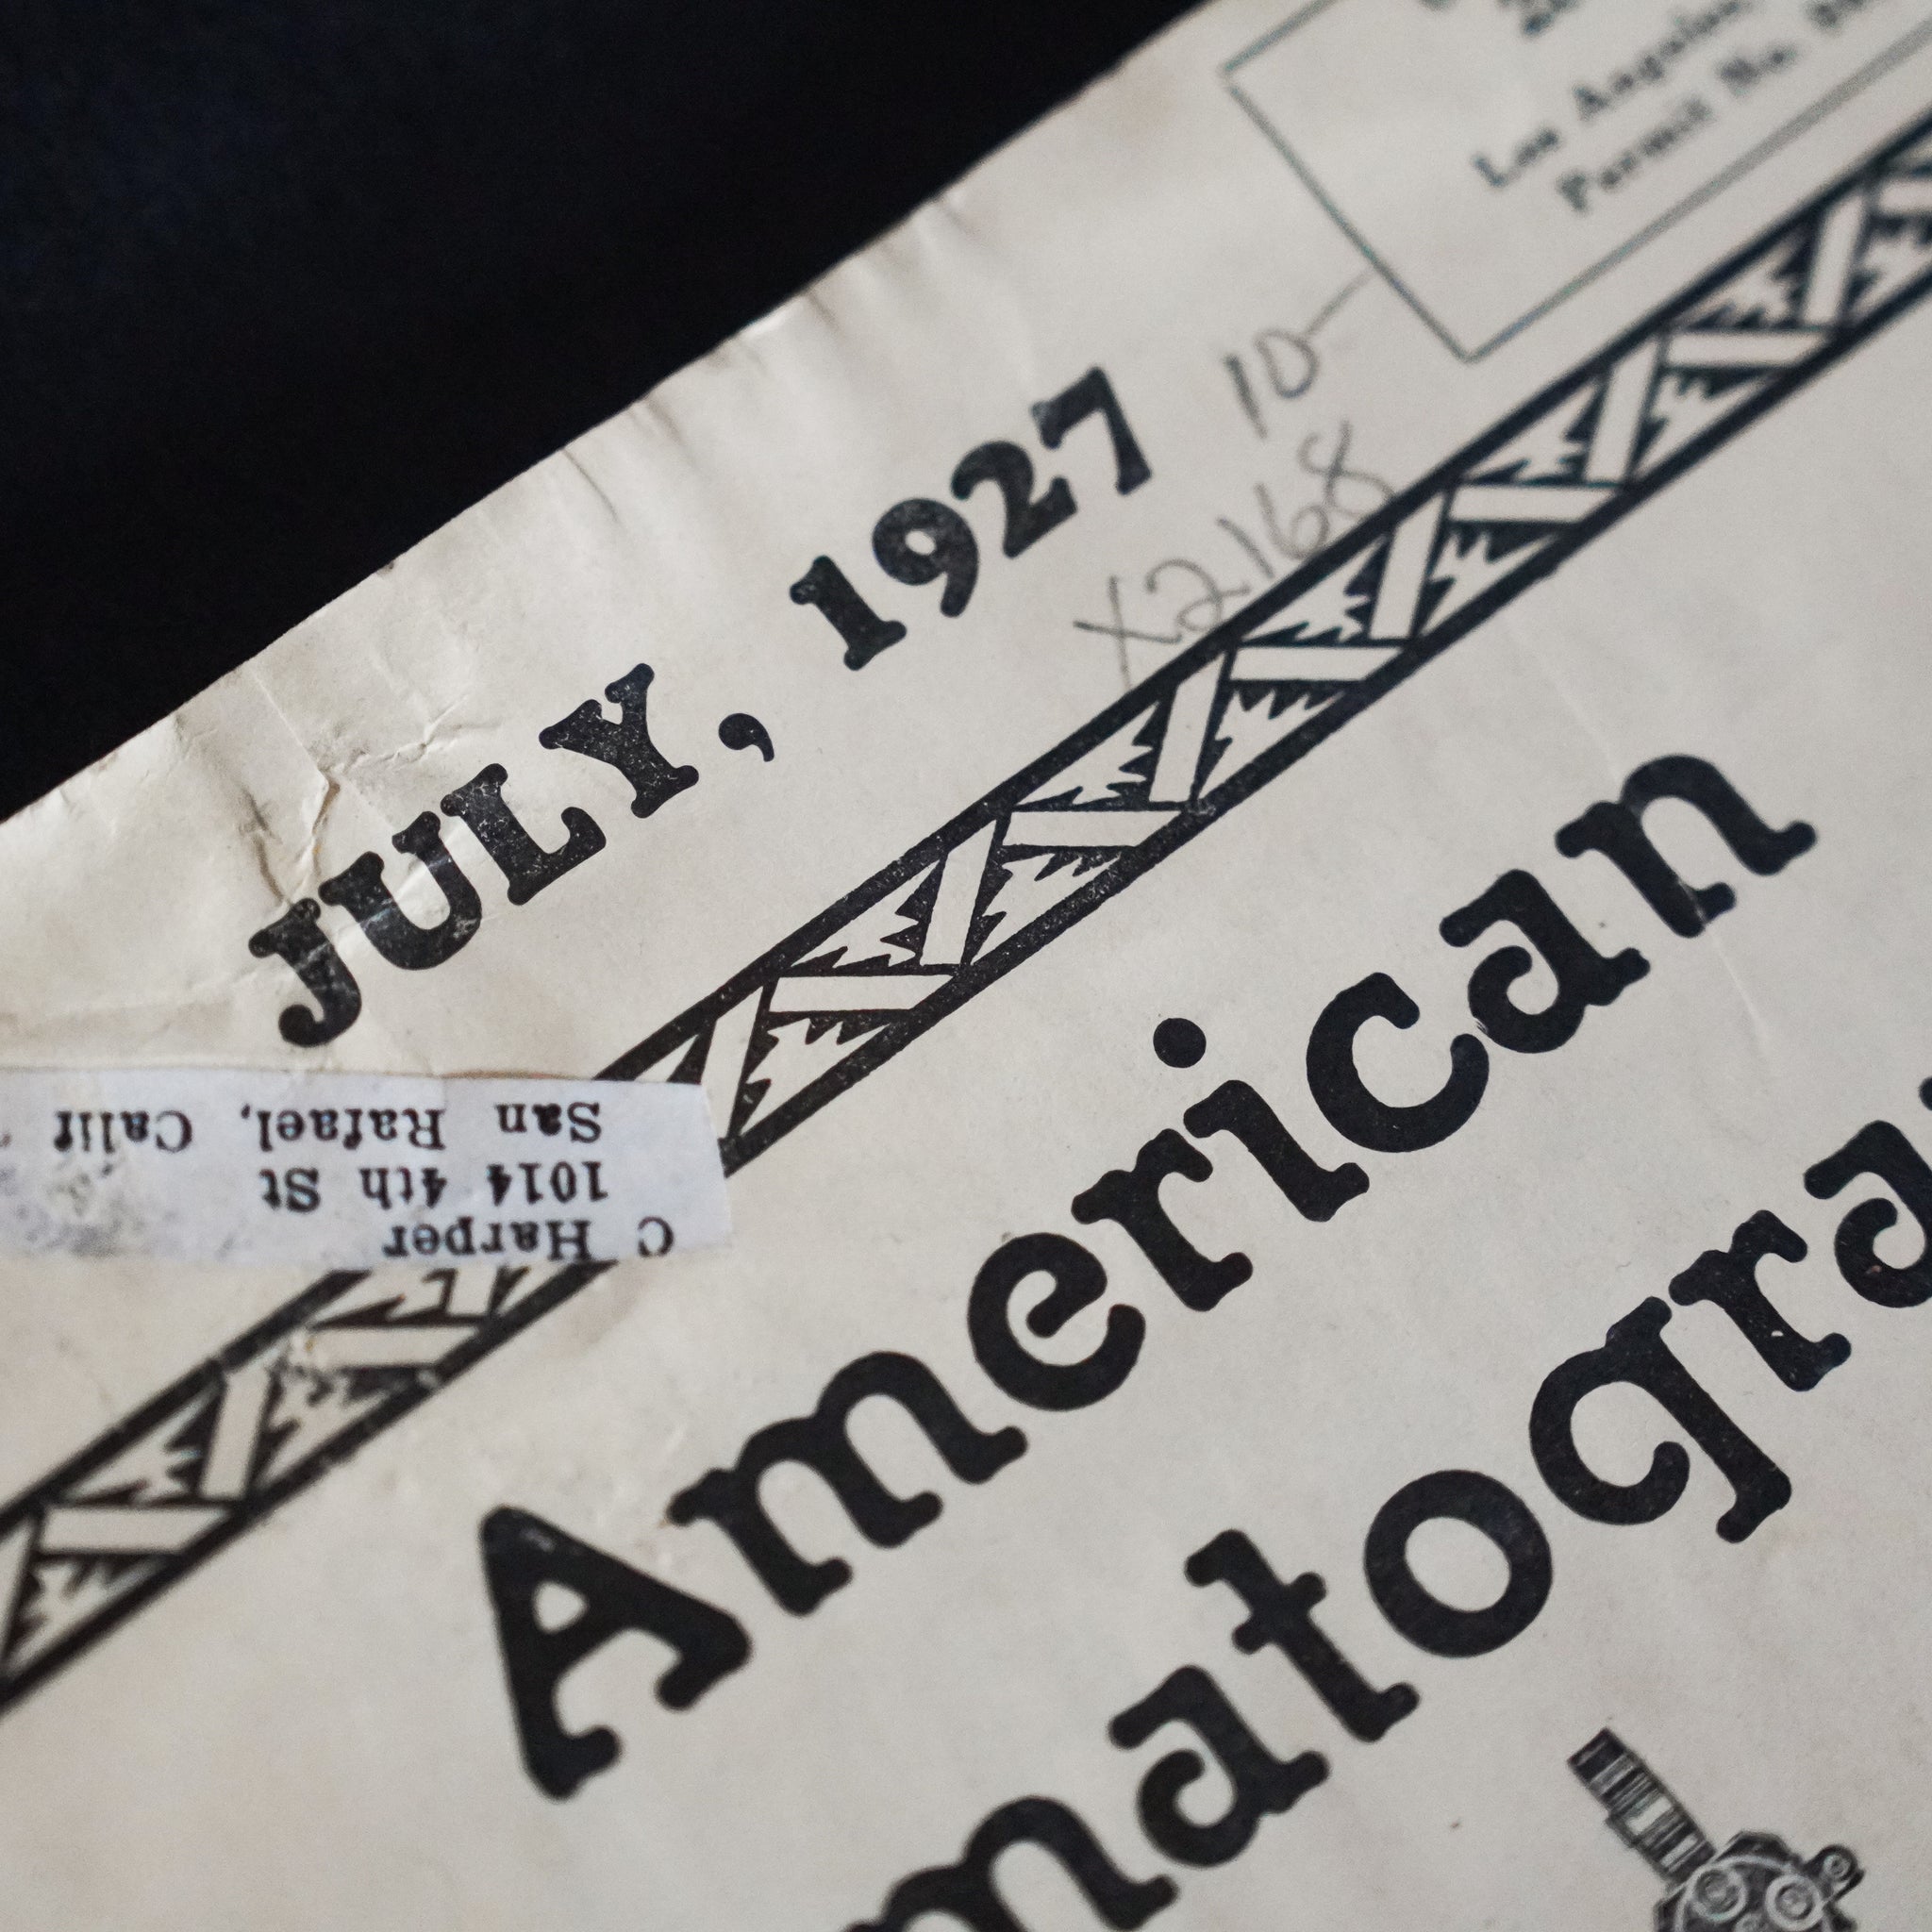 Los Angeles,
Permit No.
JULY, 1927
10-
X2168
C Harper
1014 4th St
San Rafael, Calif
American
matogra